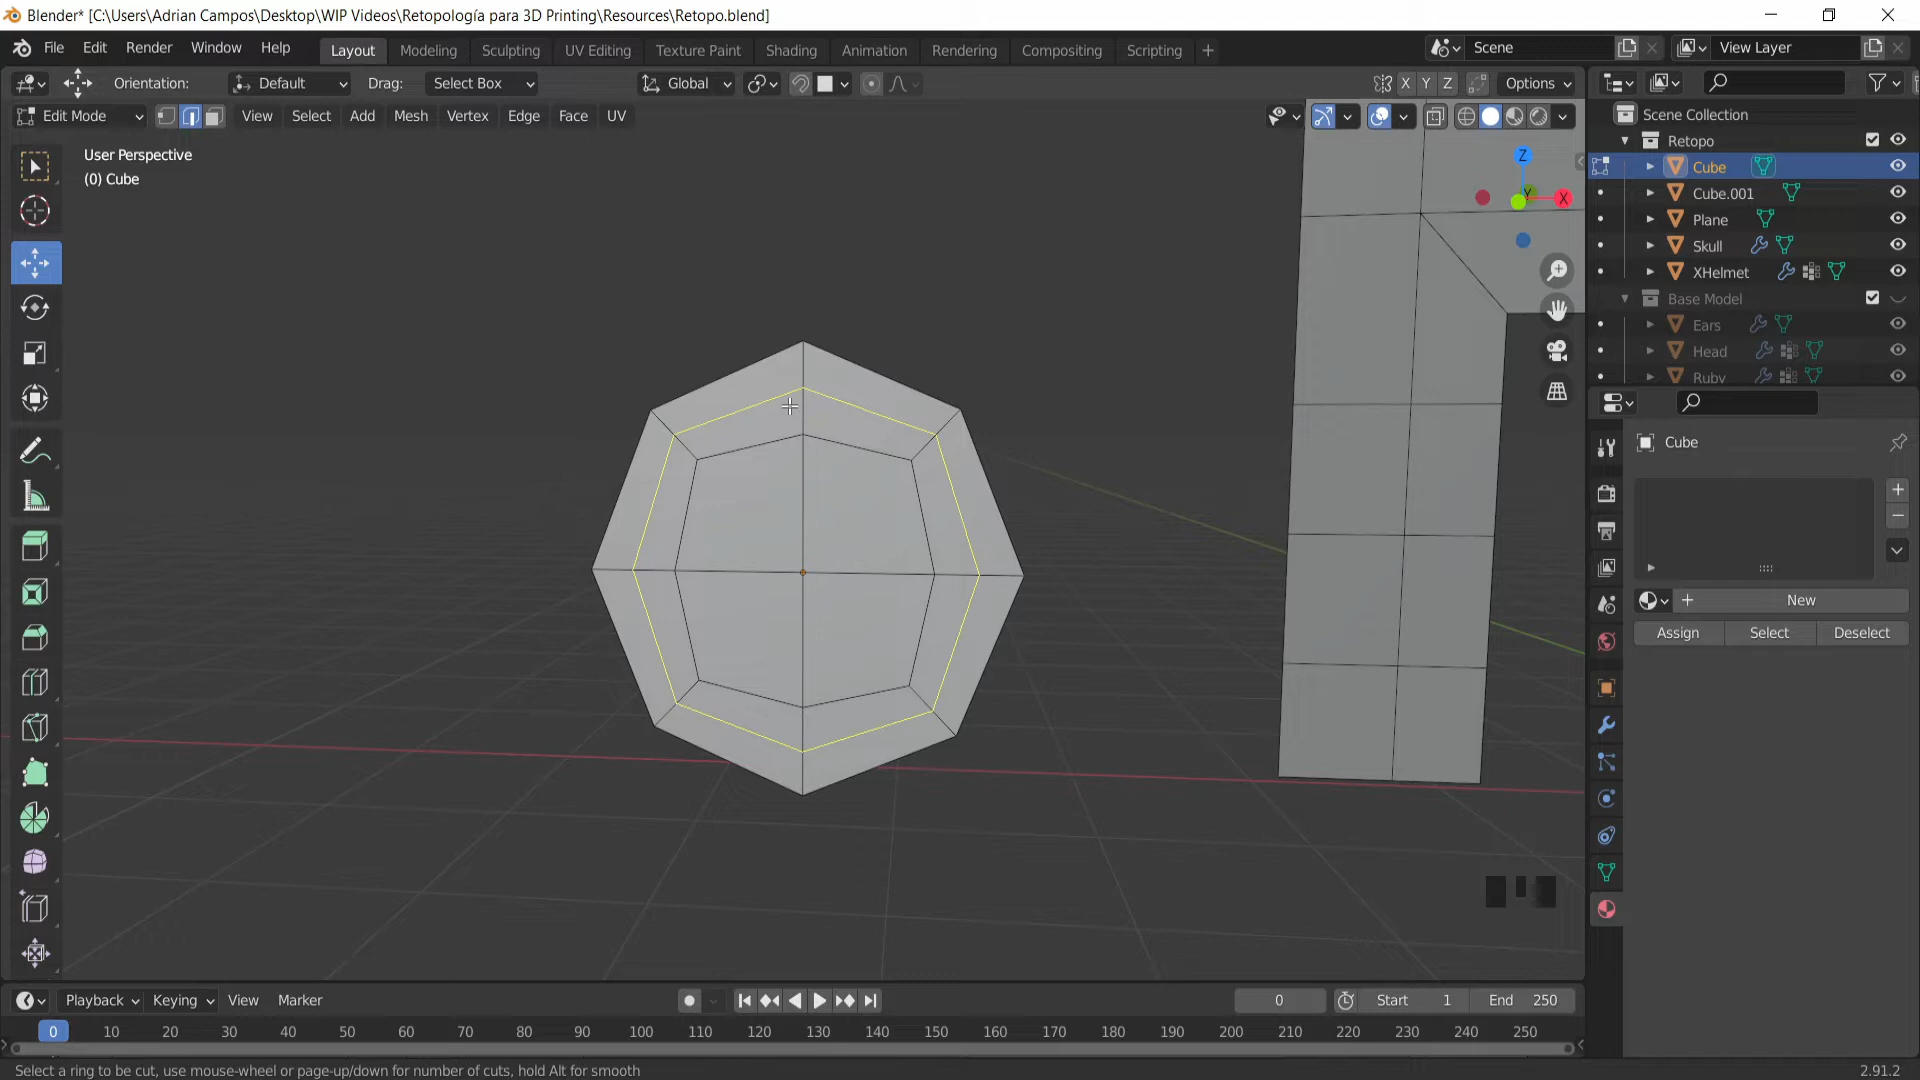 Blender* [C:\Users\Adrian Campos\Desktop\WIP Videos\Retopología para 3D Printing\Resources\Retopo.blend]
File Edit Render Window Help Layout Modeling Sculpting UV Editing Texture Paint Shading Animation Rendering Compositing Scripting + Scene View Layer
Orientation: Default Drag: Select Box Global X Y Z Options
Edit Mode View Select Add Mesh Vertex Edge Face UV
Scene Collection
User Perspective
(0) Cube
Z
Y
X
Retopo
Cube
Cube.001
Plane
Skull
XHelmet
Base Model
Ears
Head
Ruby
Cube
New
Assign Select Deselect
Playback Keying View Marker 0 Start 1 End 250
0 10 20 30 40 50 60 70 80 90 100 110 120 130 140 150 160 170 180 190 200 210 220 230 240 250
Select a ring to be cut, use mouse-wheel or page-up/down for number of cuts, hold Alt for smooth 2.91.2